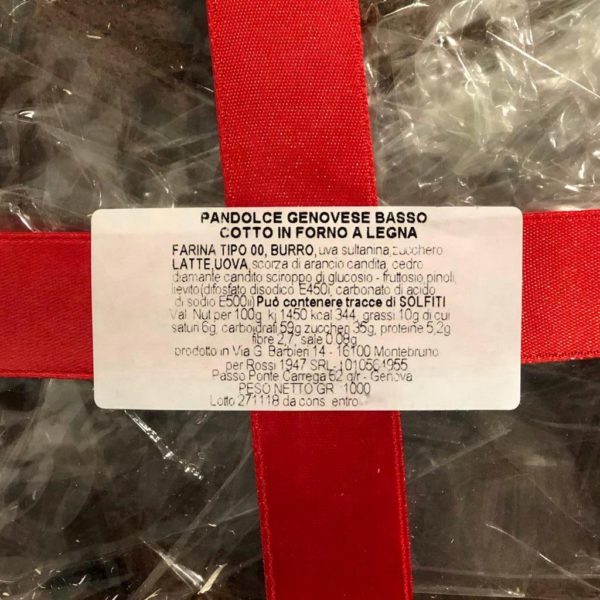 PANDOLCE GENOVESE BASSO
COTTO IN FORNO A LEGNA
FARINA TIPO 00, BURRO, uva sultanina, zucchero
LATTE,UOVA, scorza di arancio candita, cedro
diamante candito sciroppo di glucosio - fruttosio pinoli,
lievito(difosfato disodico E450i, carbonato di acido
di sodio E500ii) Può contenere tracce di SOLFITI
Val. Nut per 100g. kj 1450 kcal 344, grassi 10g di cui
saturi 6g, carboidrati 59g zuccheri 35g, proteine 5,2g
fibre 2,7, sale 0.08g
prodotto in Via G. Barbieri 14 - 16100 Montebruno
per Rossi 1947 SRL
Passo Ponte Carrega 62 r/r - Genova
PESO NETTO GR. 1000
Lotto 271118 da cons. entro